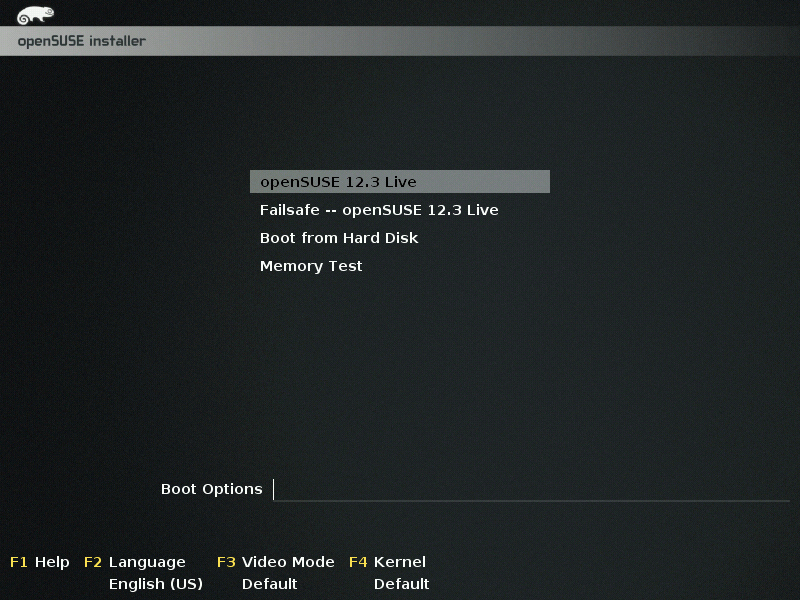 openSUSE installer
openSUSE 12.3 Live
Failsafe -- openSUSE 12.3 Live
Boot from Hard Disk
Memory Test
Boot Options
F1 Help F2 Language F3 Video Mode F4 Kernel
English (US) Default Default